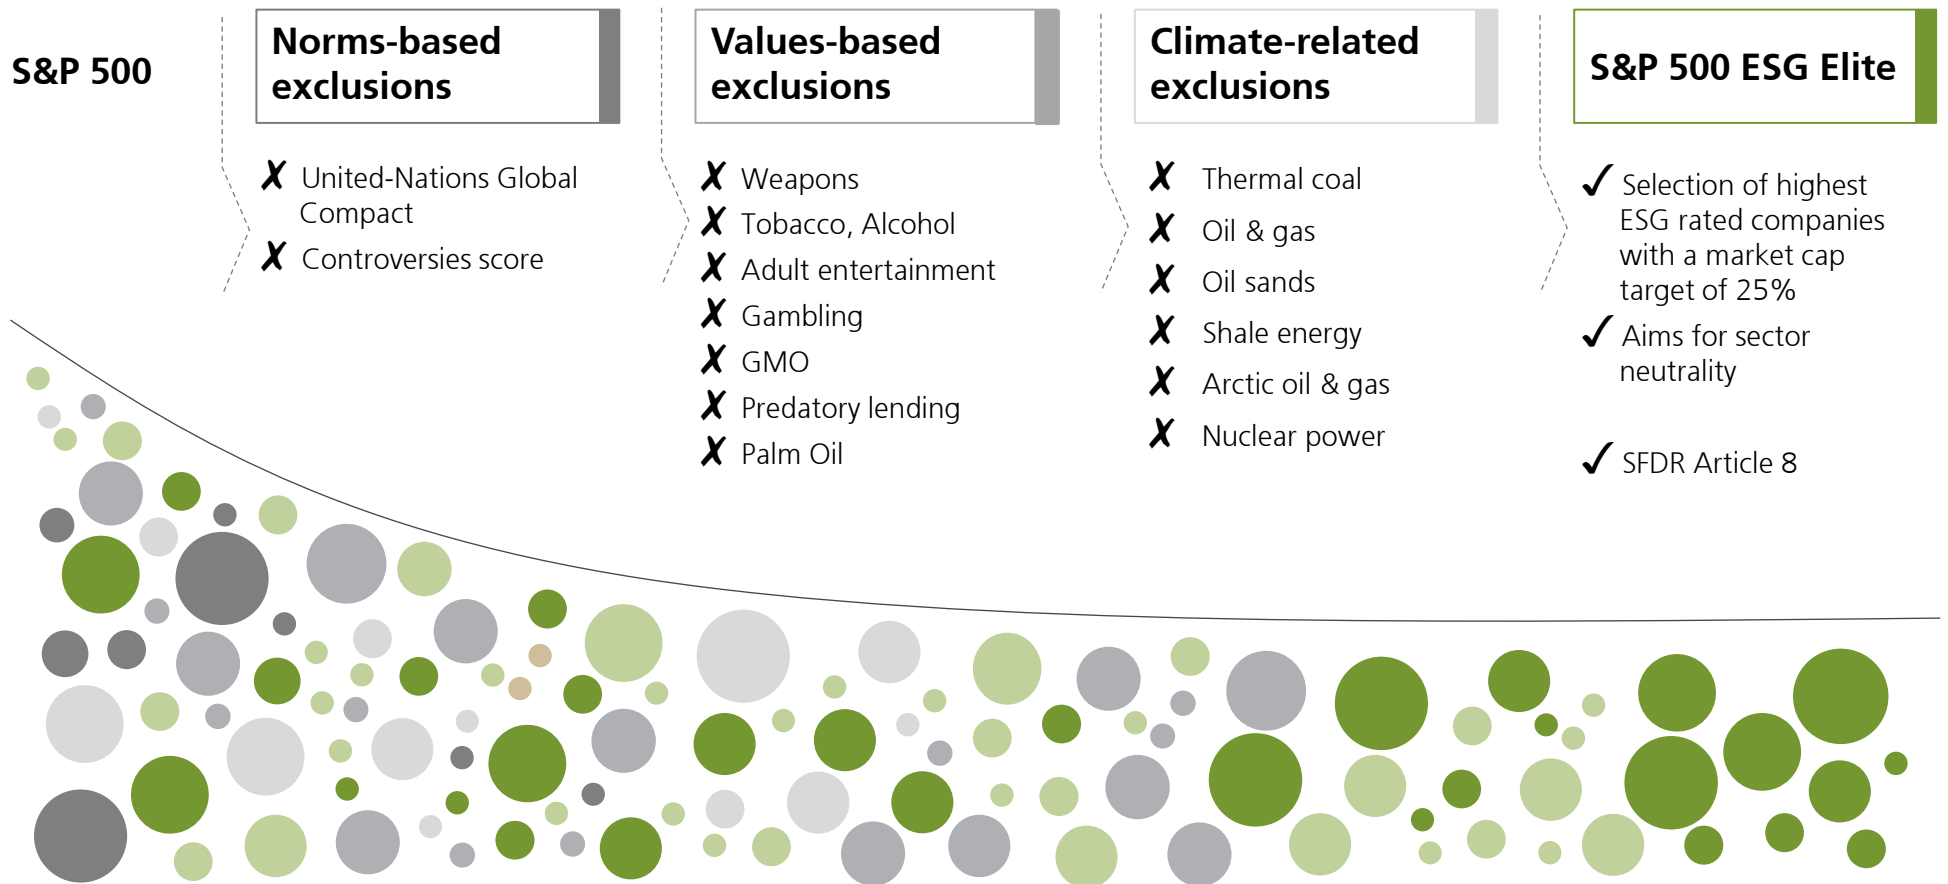 S&P 500
Norms-based
exclusions
United-Nations Global
Compact
Controversies score
Values-based
exclusions
Weapons
Tobacco, Alcohol
Adult entertainment
Gambling
GMO
Predatory lending
Palm Oil
Climate-related
exclusions
Thermal coal
Oil & gas
Oil sands
Shale energy
Arctic oil & gas
Nuclear power
S&P 500 ESG Elite
Selection of highest
ESG rated companies
with a market cap
target of 25%
Aims for sector
neutrality
SFDR Article 8